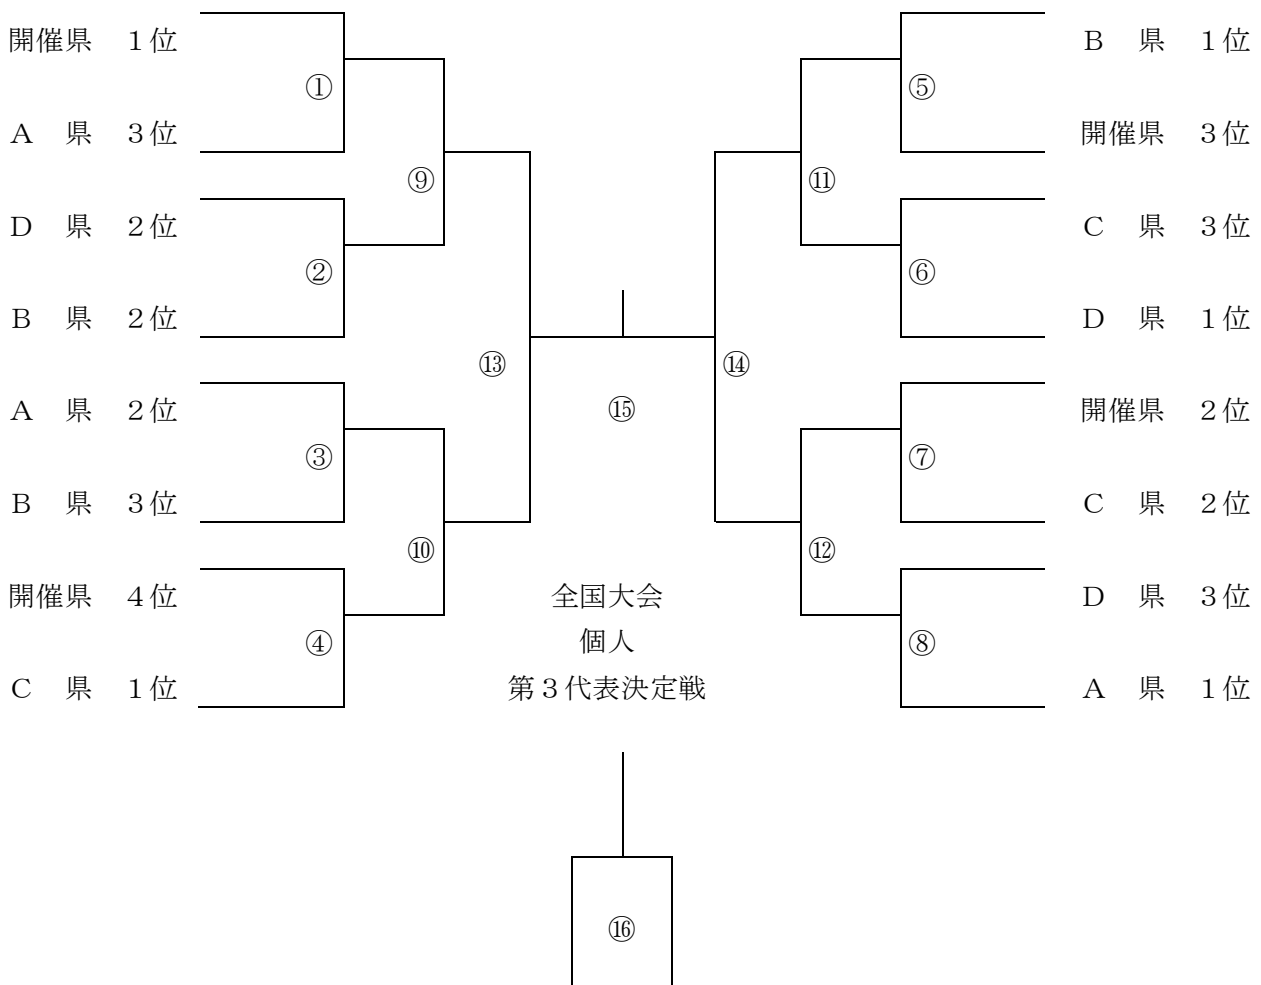 開催県　１位
①
Ａ　県　３位
⑨
Ｄ　県　２位
②
Ｂ　県　２位
⑬
Ａ　県　２位
③
Ｂ　県　３位
⑩
開催県　４位
④
Ｃ　県　１位
⑮
全国大会
個人
第３代表決定戦
⑯
Ｂ　県　１位
⑤
開催県　３位
⑪
Ｃ　県　３位
⑥
Ｄ　県　１位
⑭
開催県　２位
⑦
Ｃ　県　２位
⑫
Ｄ　県　３位
⑧
Ａ　県　１位